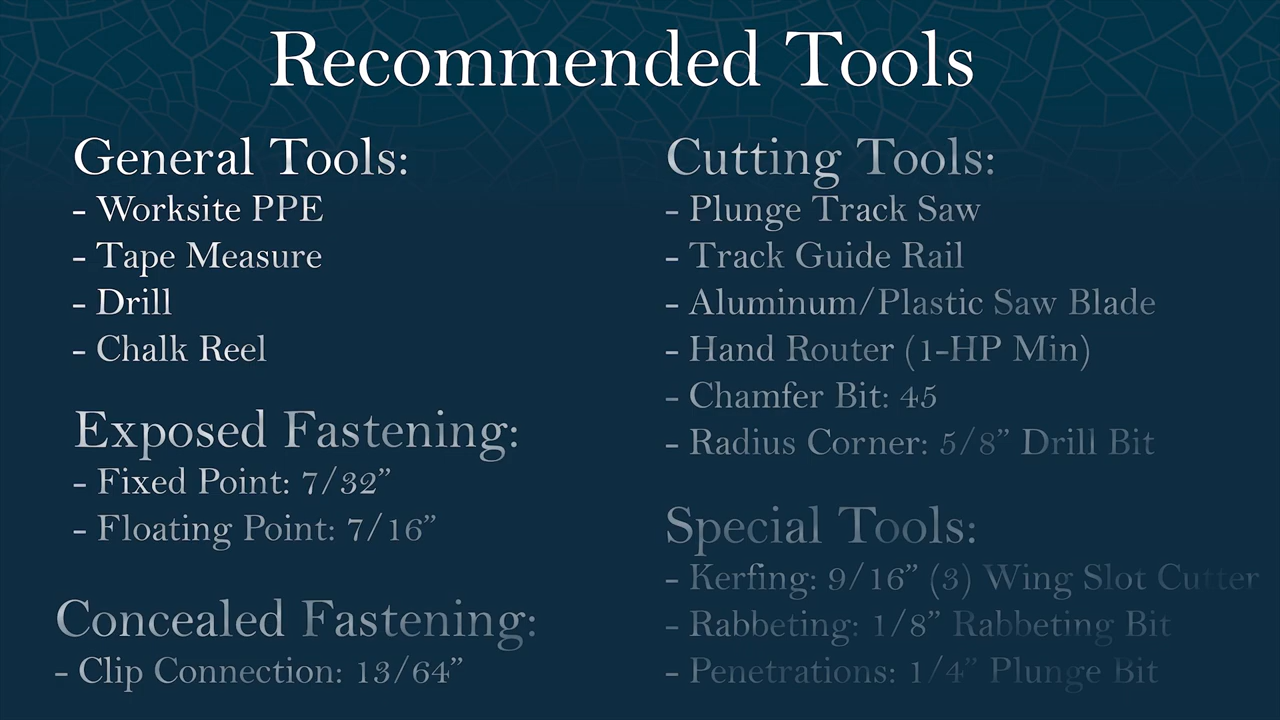 Recommended Tools
General Tools:
- Worksite PPE
- Tape Measure
- Drill
- Chalk Reel
Exposed Fastening:
- Fixed Point: 7/32”
- Floating Point: 7/16”
Concealed Fastening:
- Clip Connection: 13/64”
Cutting Tools:
- Plunge Track Saw
- Track Guide Rail
- Aluminum/Plastic Saw Blade
- Hand Router (1-HP Min)
- Chamfer Bit: 45
- Radius Corner: 5/8” Drill Bit
Special Tools:
- Kerfing: 9/16” (3) Wing Slot Cutter
- Rabbeting: 1/8” Rabbeting Bit
- Penetrations: 1/4” Plunge Bit